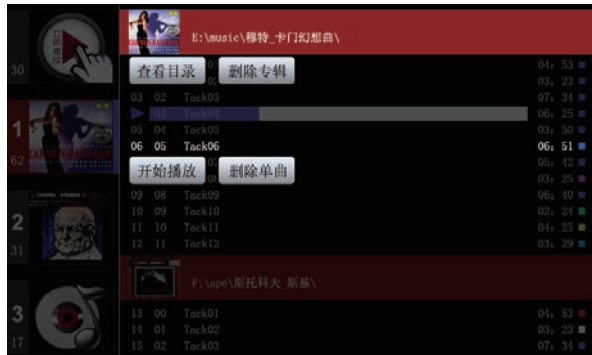 E:\music\穆特_卡门幻想曲\
30
查看目录 删除专辑
04: 53
03: 23
03 02 Tack03 07: 34
03 Tack04 06: 25
05 04 Tack05 03: 50
06 05 Tack06 06: 51
1
62
开始播放 删除单曲
05: 42
03: 25
09 08 Tack09 06: 40
10 09 Tack10 02: 24
11 10 Tack11 04: 25
12 11 Tack12 03: 29
2
31
F:\ape\斯托科夫_斯基\
13 00 Tack01 04: 53
14 01 Tack02 03: 23
15 02 Tack03 07: 34
3
17